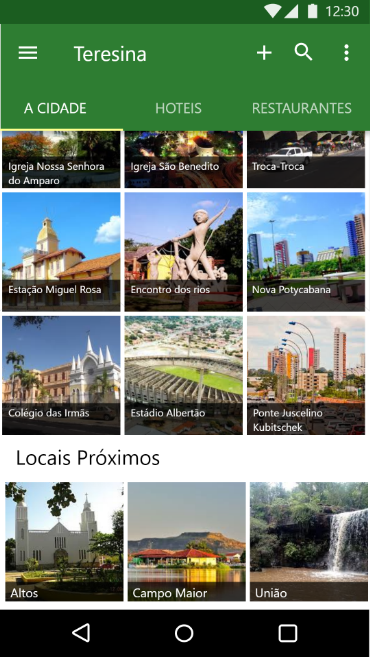 12:30
Teresina
A CIDADE
HOTEIS
RESTAURANTES
Igreja Nossa Senhora
do Amparo
Igreja São Benedito
Troca-Troca
Estação Miguel Rosa
Encontro dos rios
Nova Potycabana
Colégio das Irmãs
Estádio Albertão
Ponte Juscelino
Kubitschek
Locais Próximos
Altos
Campo Maior
União